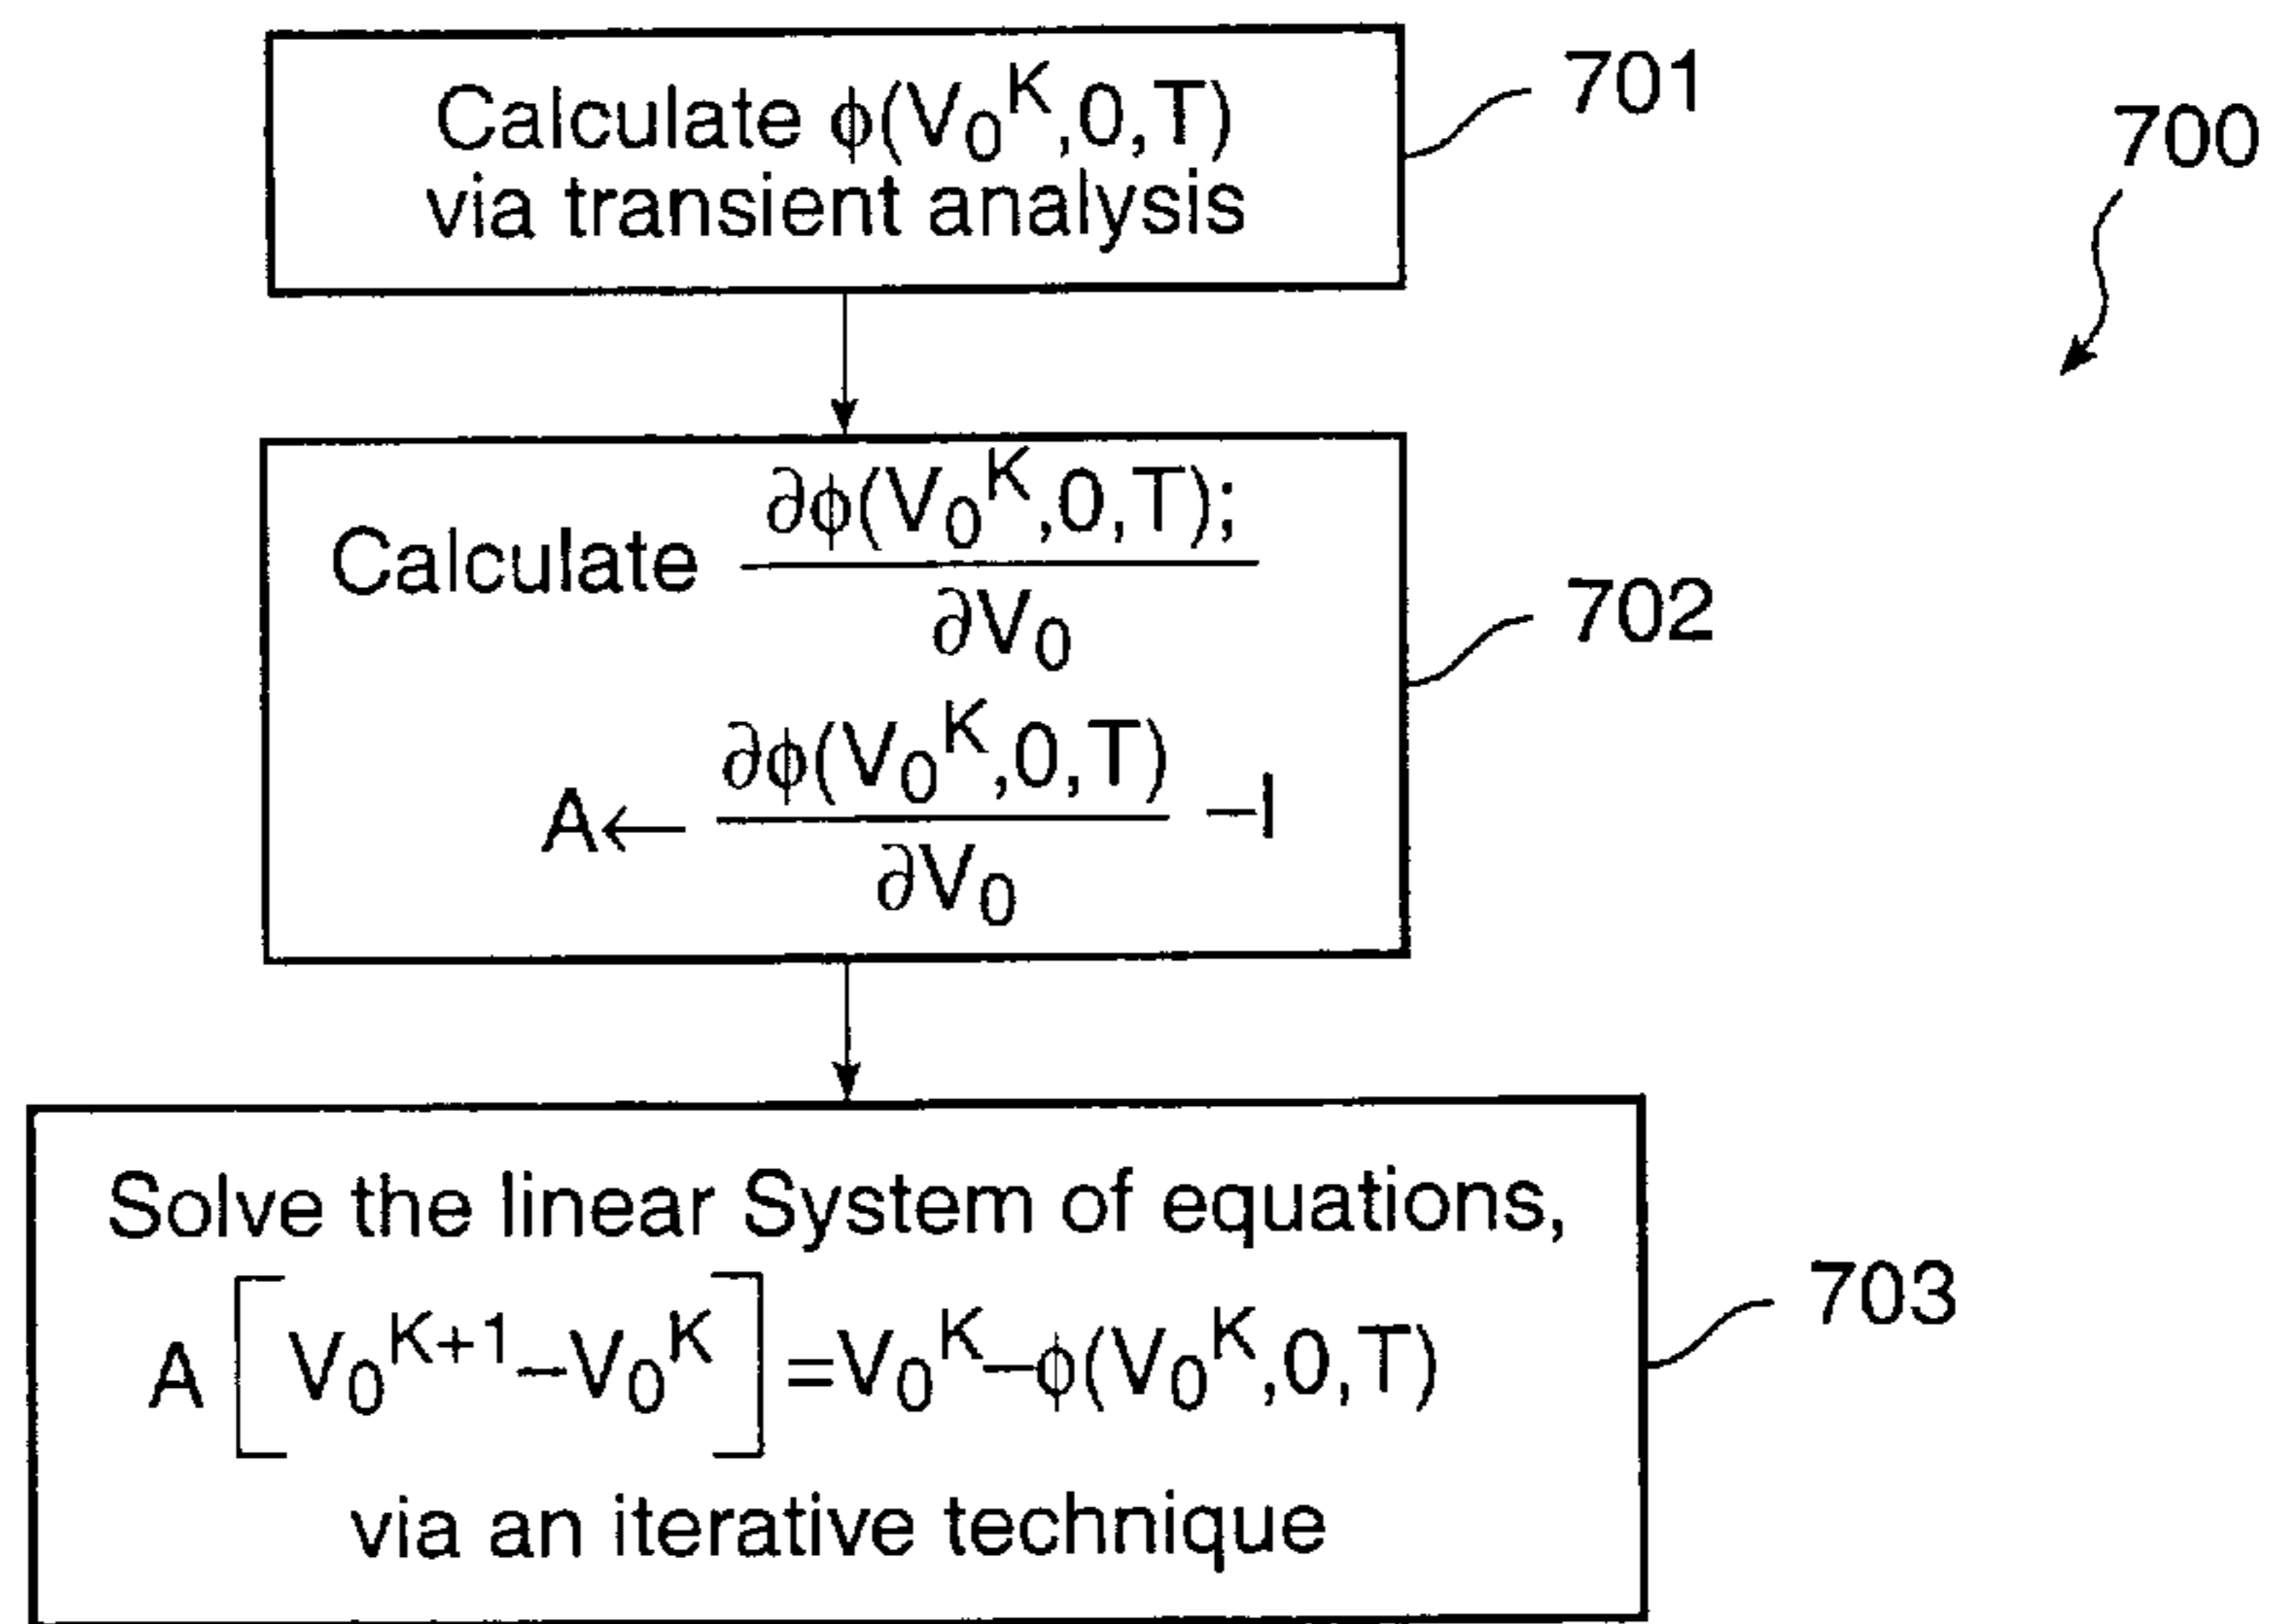 Calculate ϕ(V₀ᴷ,0,T)
via transient analysis
701
700
Calculate ∂ϕ(V₀ᴷ,0,T);
∂V₀
702
A← ∂ϕ(V₀ᴷ,0,T) –I
∂V₀
Solve the linear System of equations,
A [V₀ᴷ⁺¹–V₀ᴷ] =V₀ᴷ–ϕ(V₀ᴷ,0,T)
703
via an iterative technique